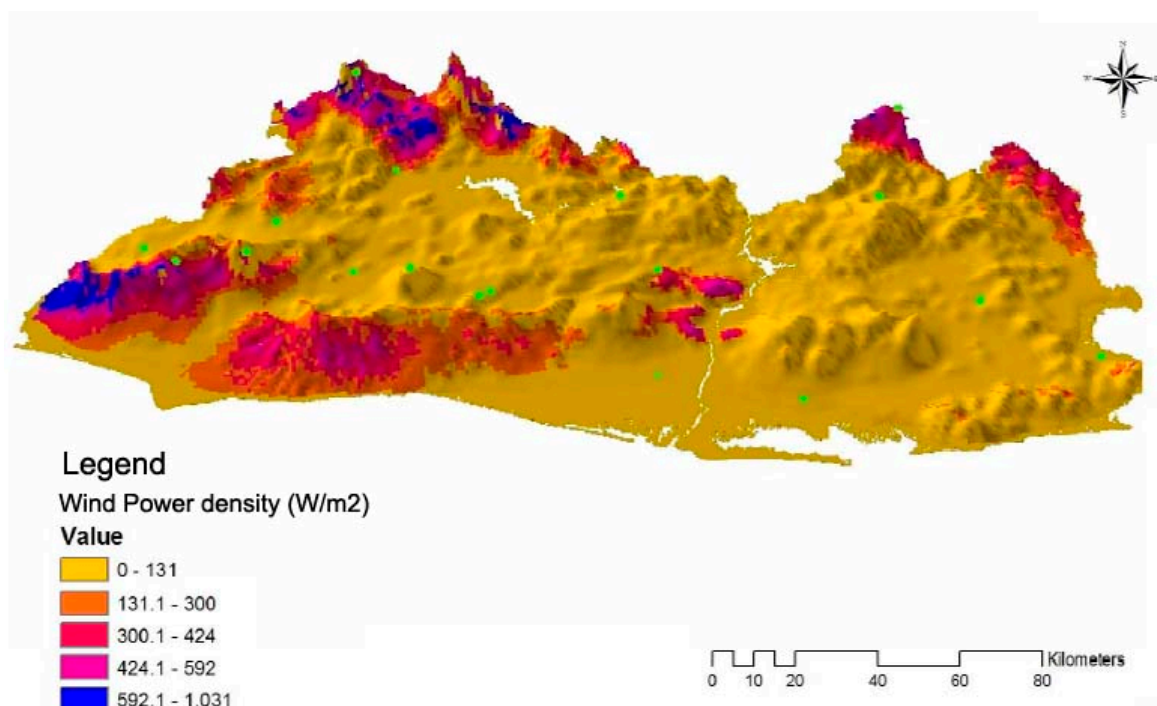 N
W
S
Legend
Wind Power density (W/m2)
Value
0 - 131
131.1 - 300
300.1 - 424
424.1 - 592
592.1 - 1.031
Kilometers
0 10 20 40 60 80